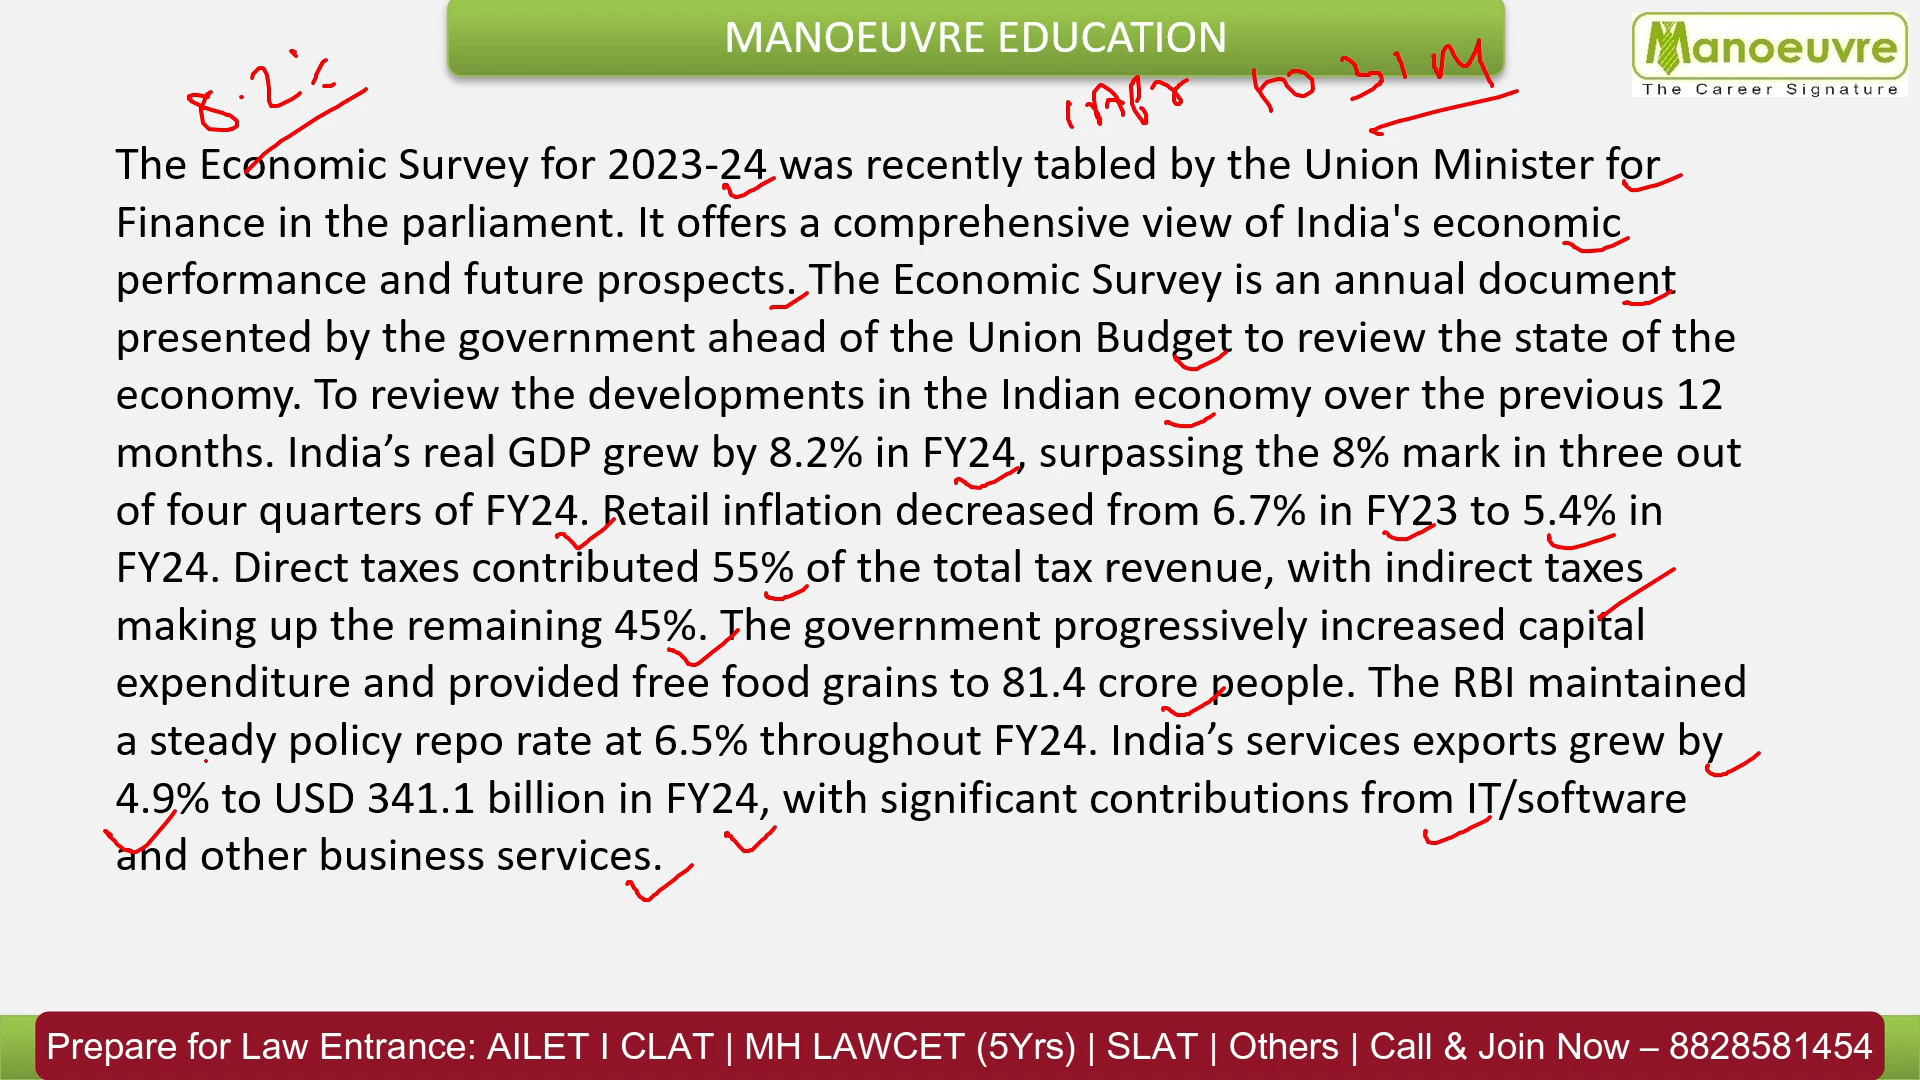 MANOEUVRE EDUCATION
Manoeuvre
The Career Signature
8.2%
1 Apr to 31 M
The Economic Survey for 2023-24 was recently tabled by the Union Minister for
Finance in the parliament. It offers a comprehensive view of India's economic
performance and future prospects. The Economic Survey is an annual document
presented by the government ahead of the Union Budget to review the state of the
economy. To review the developments in the Indian economy over the previous 12
months. India’s real GDP grew by 8.2% in FY24, surpassing the 8% mark in three out
of four quarters of FY24. Retail inflation decreased from 6.7% in FY23 to 5.4% in
FY24. Direct taxes contributed 55% of the total tax revenue, with indirect taxes
making up the remaining 45%. The government progressively increased capital
expenditure and provided free food grains to 81.4 crore people. The RBI maintained
a steady policy repo rate at 6.5% throughout FY24. India’s services exports grew by
4.9% to USD 341.1 billion in FY24, with significant contributions from IT/software
and other business services.
Prepare for Law Entrance: AILET I CLAT | MH LAWCET (5Yrs) | SLAT | Others | Call & Join Now – 8828581454